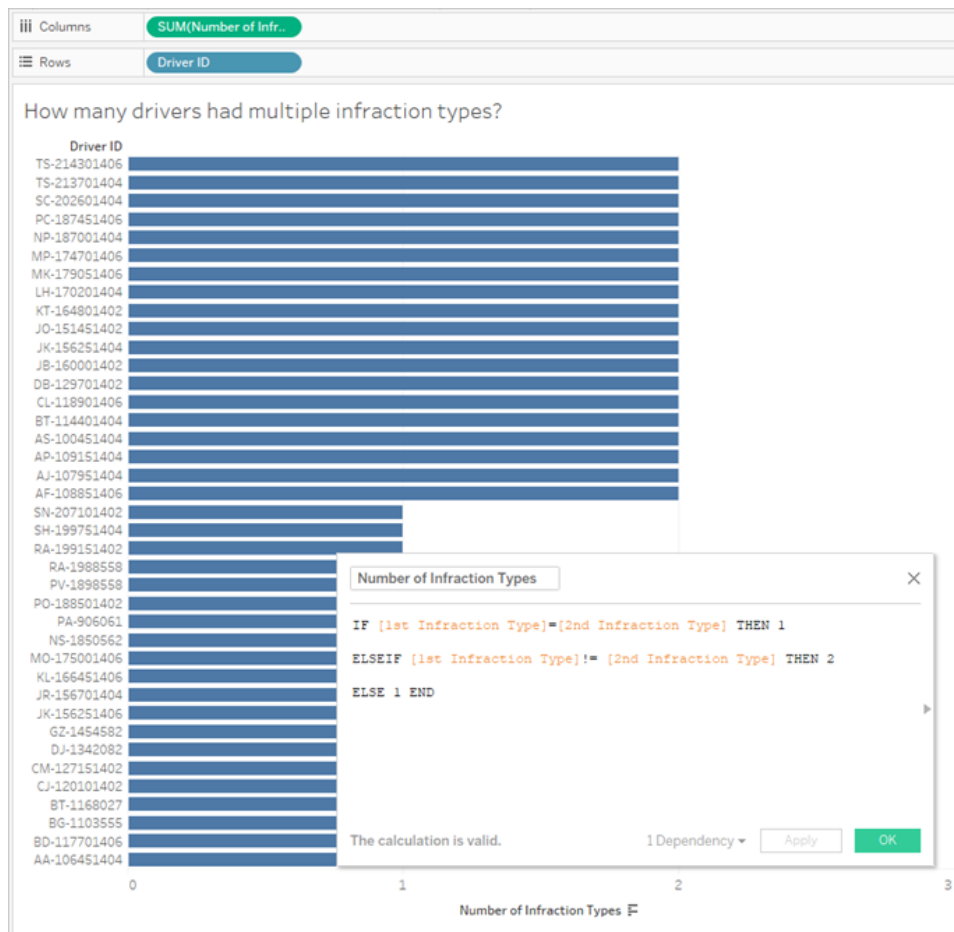 Columns
SUM(Number of Infr..
Rows
Driver ID
How many drivers had multiple infraction types?
Driver ID
TS-214301406
TS-213701404
SC-202601404
PC-187451406
NP-187001404
MP-174701406
MK-179051406
LH-170201404
KT-164801402
JO-151451402
JK-156251404
JB-160001402
DB-129701402
CL-118901406
BT-114401404
AS-100451404
AP-109151404
AJ-107951404
AF-108851406
SN-207101402
SH-199751404
RA-199151402
RA-1988558
PV-1898558
PO-188501402
PA-906061
NS-1850562
MO-175001406
KL-166451406
JR-156701404
JK-156251406
GZ-1454582
DJ-1342082
CM-127151402
CJ-120101402
BT-1168027
BG-1103555
BD-117701406
AA-106451404
Number of Infraction Types
IF [1st Infraction Type]=[2nd Infraction Type] THEN 1
ELSEIF [1st Infraction Type]!= [2nd Infraction Type] THEN 2
ELSE 1 END
The calculation is valid.
1 Dependency
Apply
OK
0 1 2 3
Number of Infraction Types